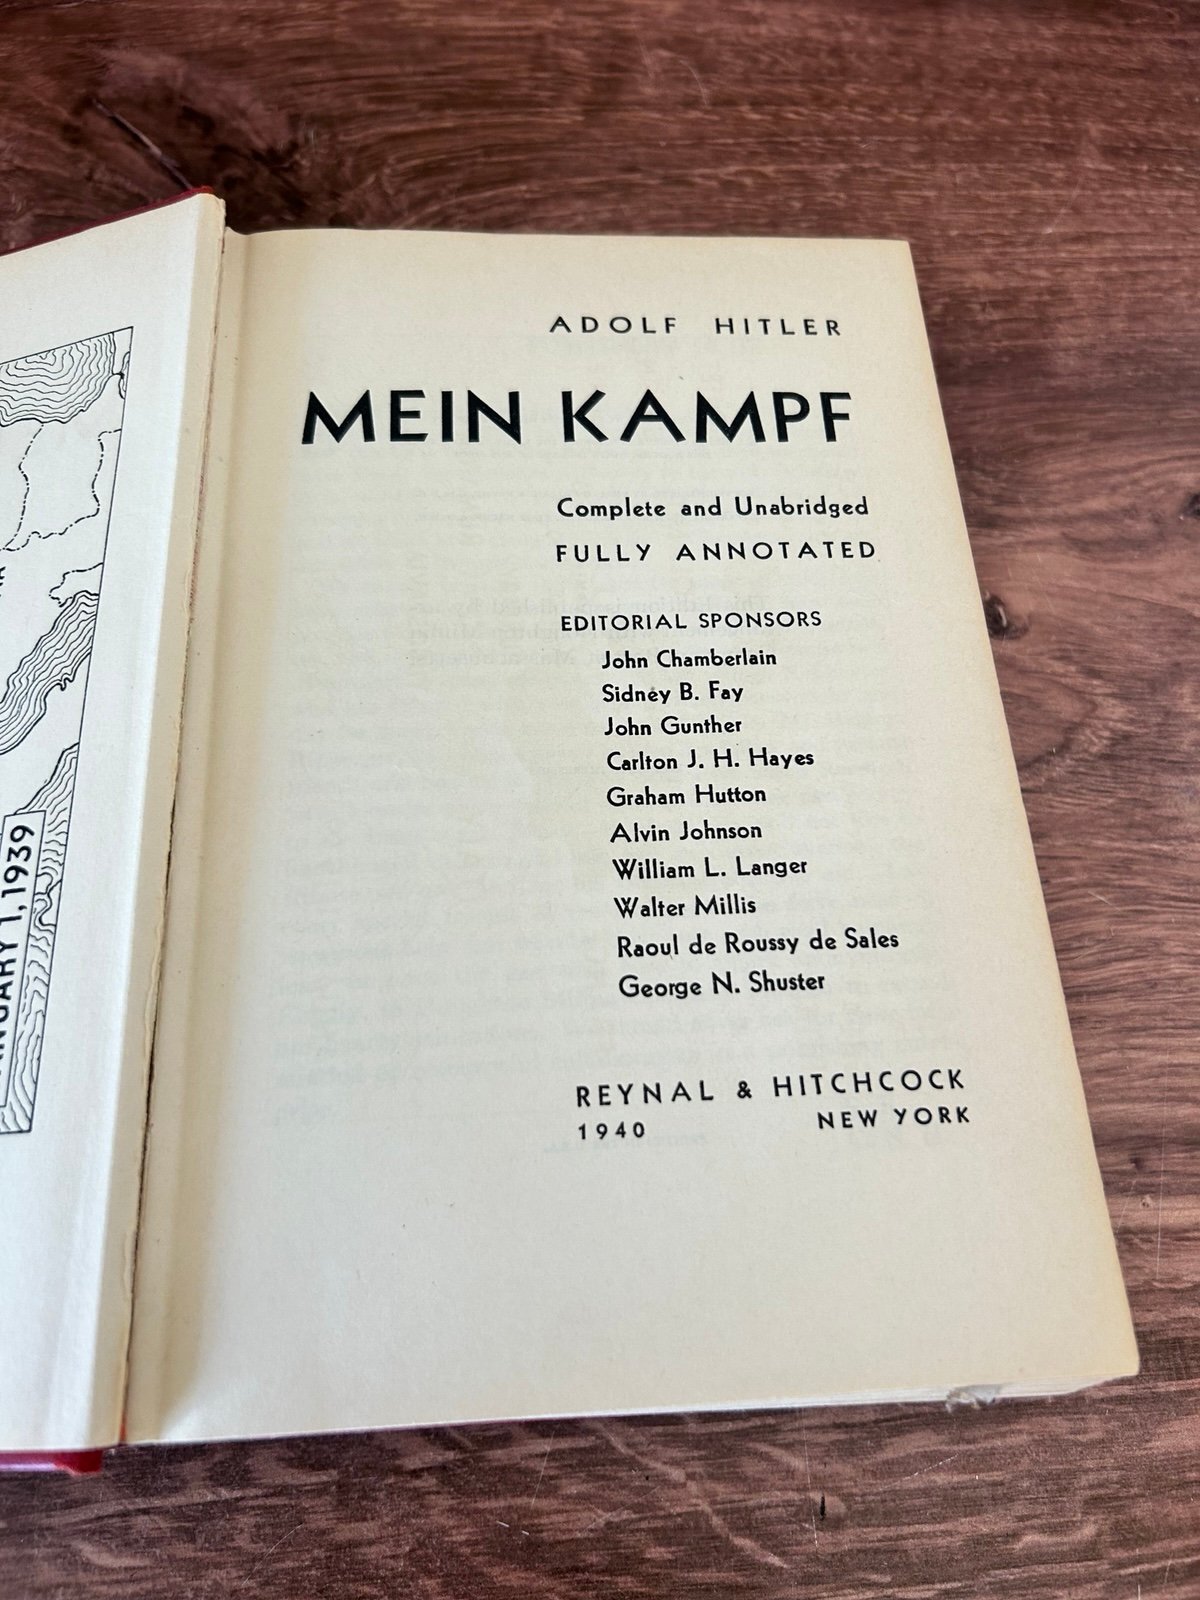 JANUARY 1, 1939
ADOLF HITLER
MEIN KAMPF
Complete and Unabridged
FULLY ANNOTATED
EDITORIAL SPONSORS
John Chamberlain
Sidney B. Fay
John Gunther
Carlton J. H. Hayes
Graham Hutton
Alvin Johnson
William L. Langer
Walter Millis
Raoul de Roussy de Sales
George N. Shuster
REYNAL & HITCHCOCK
1940 NEW YORK